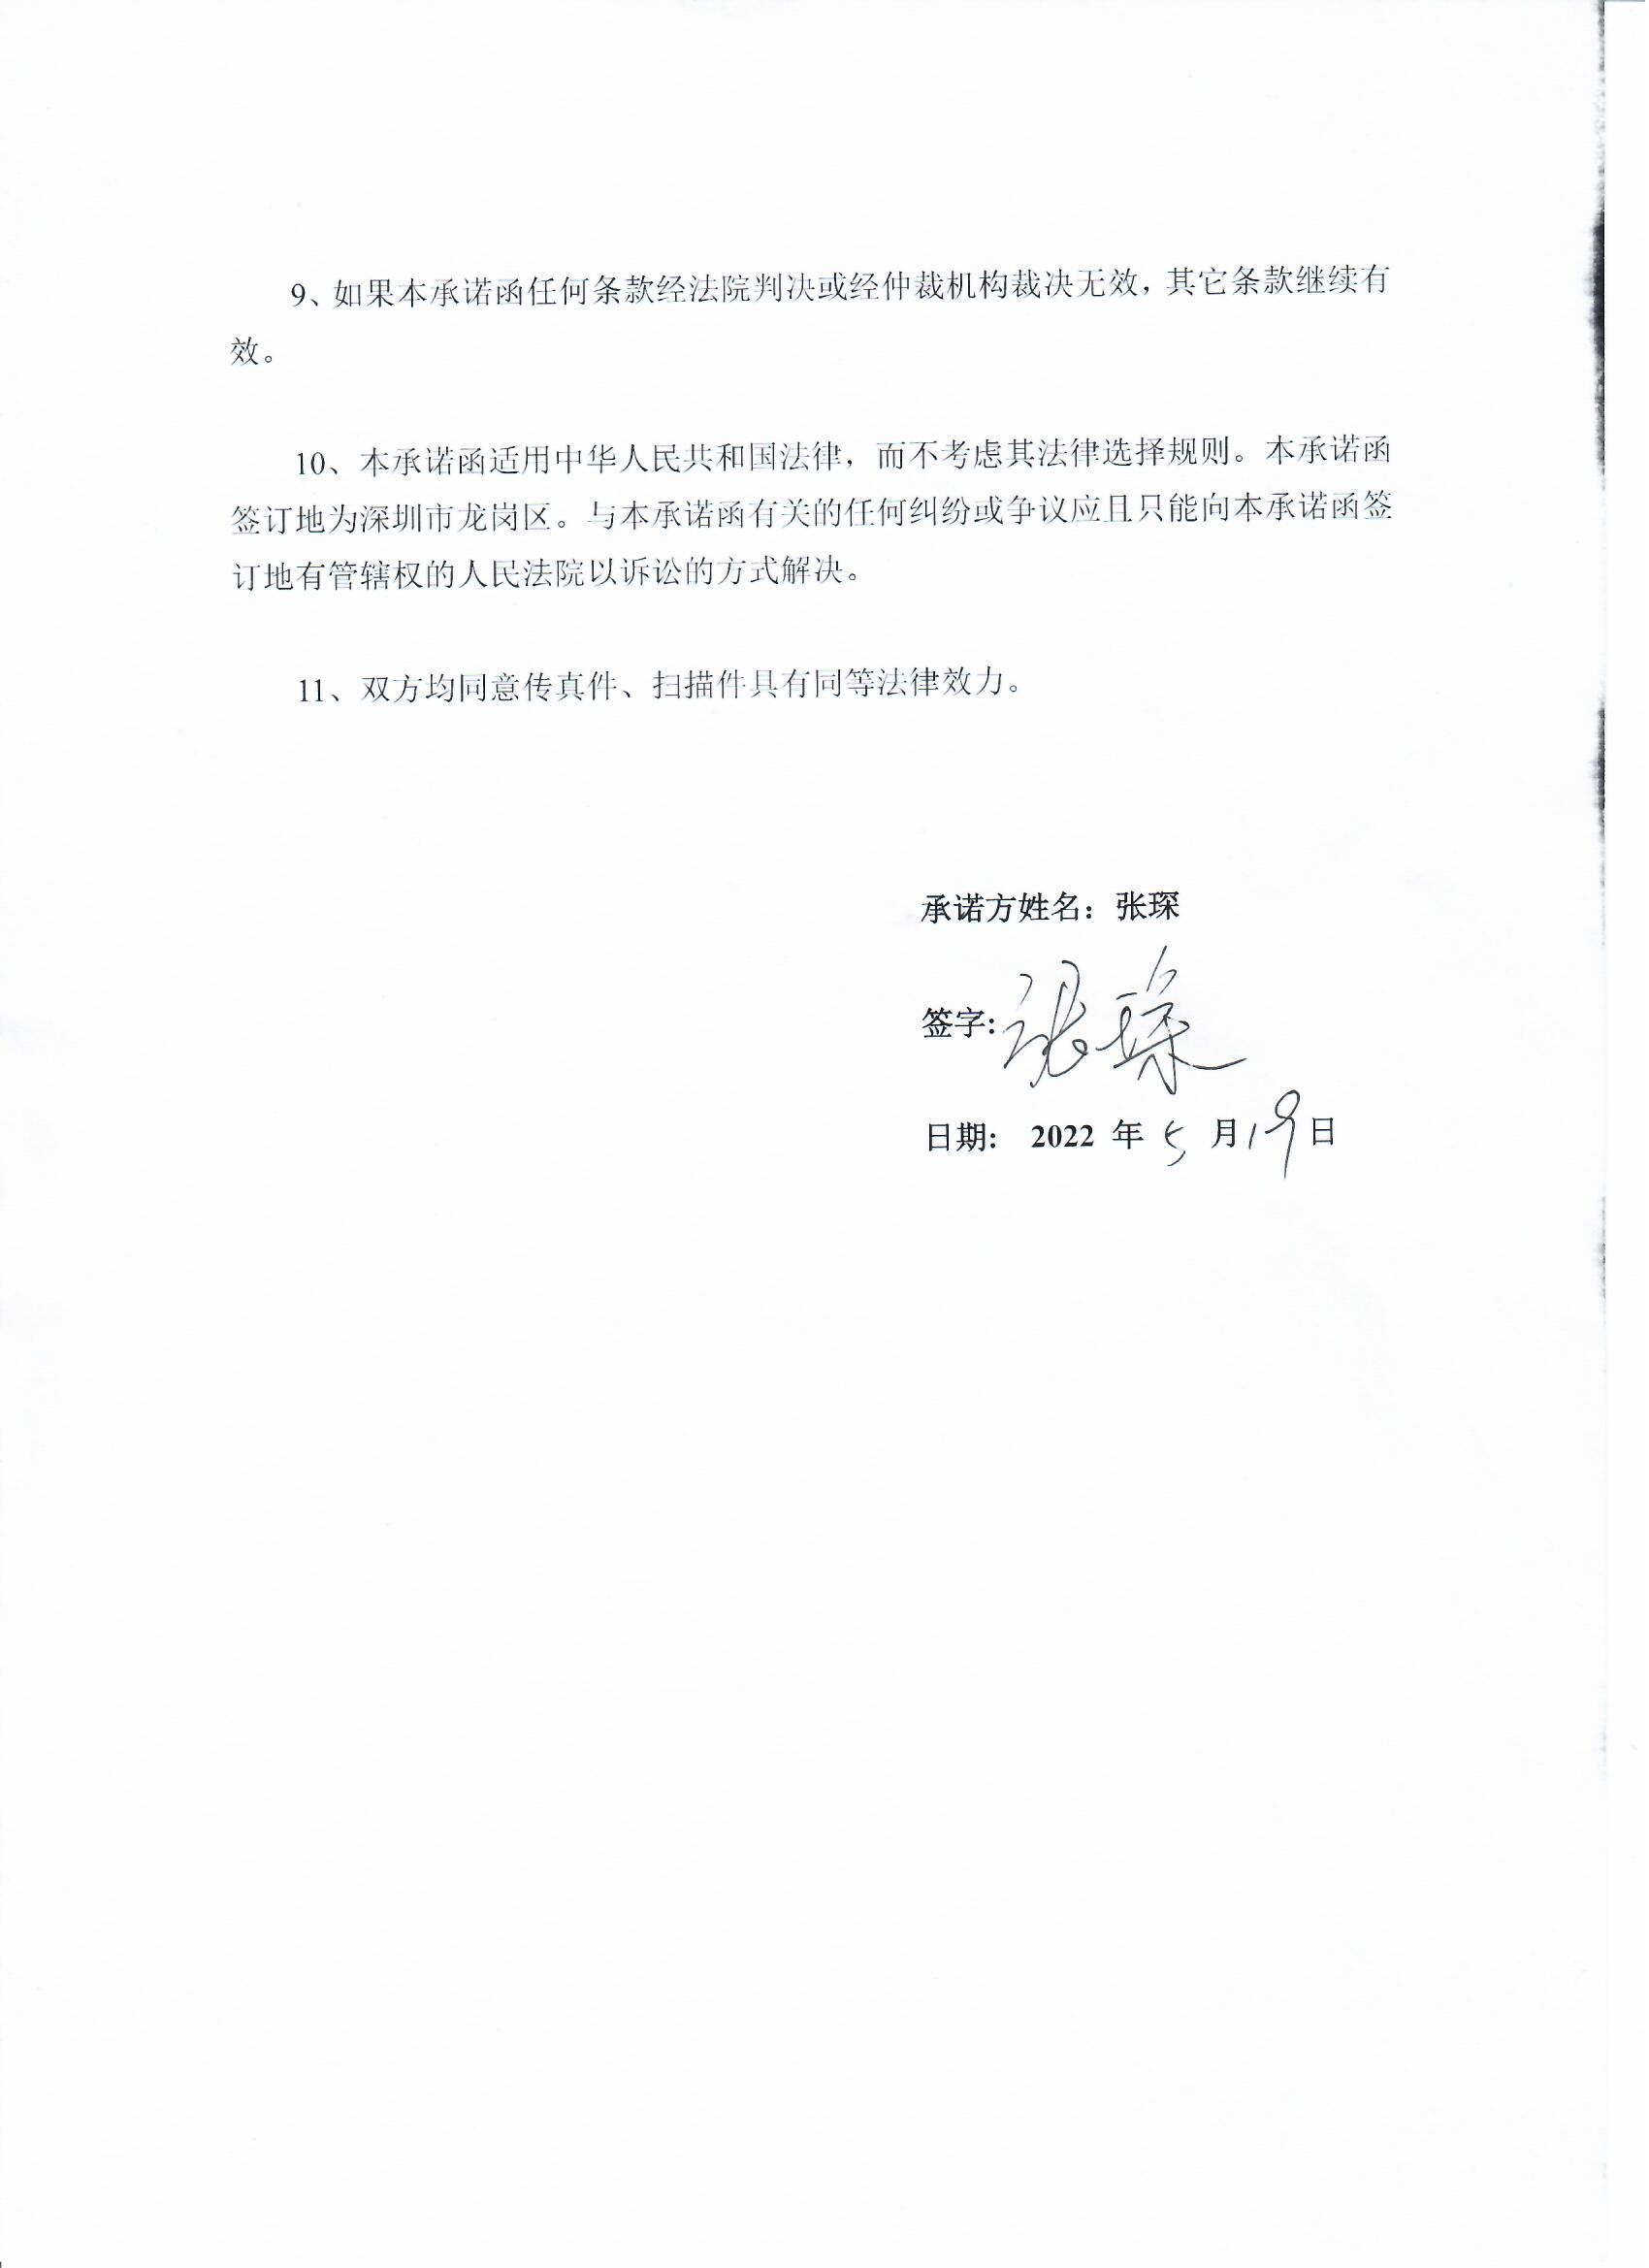 9、如果本承诺函任何条款经法院判决或经仲裁机构裁决无效，其它条款继续有
效。
10、本承诺函适用中华人民共和国法律，而不考虑其法律选择规则。本承诺函
签订地为深圳市龙岗区。与本承诺函有关的任何纠纷或争议应且只能向本承诺函签
订地有管辖权的人民法院以诉讼的方式解决。
11、双方均同意传真件、扫描件具有同等法律效力。
承诺方姓名：张琛
签字：张琛
日期： 2022 年 5 月 19 日